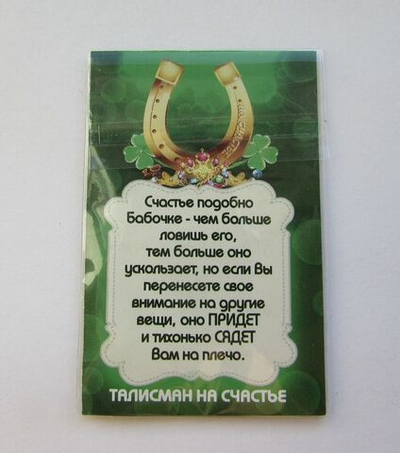 Счастье подобно
Бабочке - чем больше
ловишь его,
тем больше оно
ускользает, но если Вы
перенесете свое
внимание на другие
вещи, оно ПРИДЕТ
и тихонько СЯДЕТ
Вам на плечо.
ТАЛИСМАН НА СЧАСТЬЕ